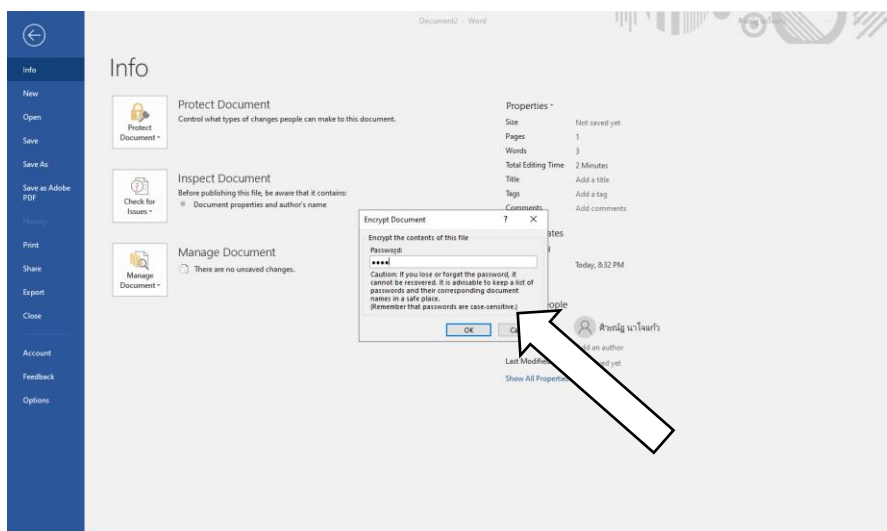 Document2 - Word
Info
Info
New
Open
Save
Save As
Save as Adobe
PDF
History
Print
Share
Export
Close
Account
Feedback
Options
Protect
Document
Protect Document
Control what types of changes people can make to this document.
Check for
Issues
Inspect Document
Before publishing this file, be aware that it contains:
Document properties and author's name
Manage
Document
Manage Document
There are no unsaved changes.
Properties
Size Not saved yet
Pages 1
Words 3
Total Editing Time 2 Minutes
Title Add a title
Tags Add a tag
Comments Add comments
Today, 8:32 PM
นาใจแก้ว
Add an author
Last Modified
Show All Properties
Encrypt Document ? ×
Encrypt the contents of this file
Password:
••••
Caution: If you lose or forget the password, it
cannot be recovered. It is advisable to keep a list of
passwords and their corresponding document
names in a safe place.
(Remember that passwords are case-sensitive.)
OK